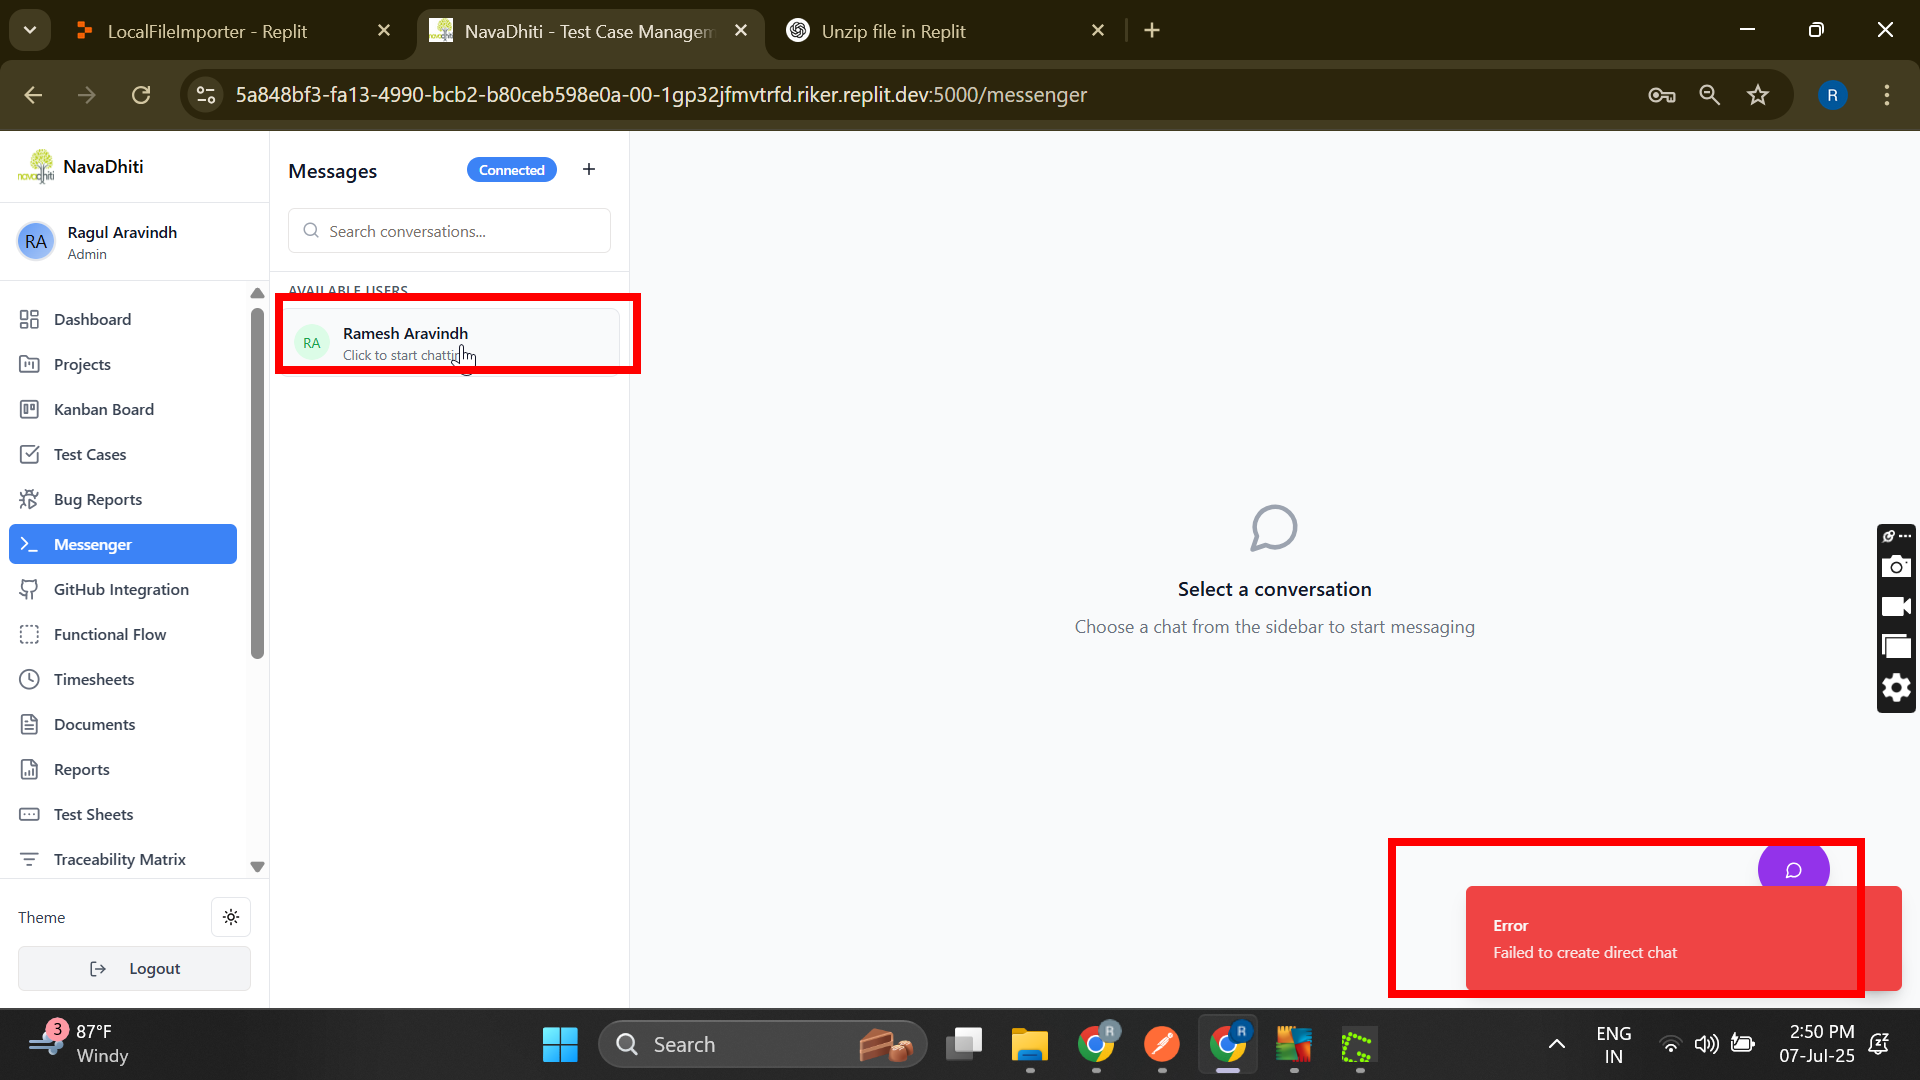 LocalFileImporter - Replit
NavaDhiti - Test Case Managem
Unzip file in Replit
5a848bf3-fa13-4990-bcb2-b80ceb598e0a-00-1gp32jfmvtrfd.riker.replit.dev:5000/messenger
R
NavaDhiti
RA
Ragul Aravindh
Admin
Dashboard
Projects
Kanban Board
Test Cases
Bug Reports
Messenger
GitHub Integration
Functional Flow
Timesheets
Documents
Reports
Test Sheets
Traceability Matrix
Theme
Logout
Messages
Connected
Search conversations...
AVAILABLE USERS
RA
Ramesh Aravindh
Click to start chattin
Select a conversation
Choose a chat from the sidebar to start messaging
Error
Failed to create direct chat
3
87°F
Windy
Search
R
R
ENG
IN
2:50 PM
07-Jul-25